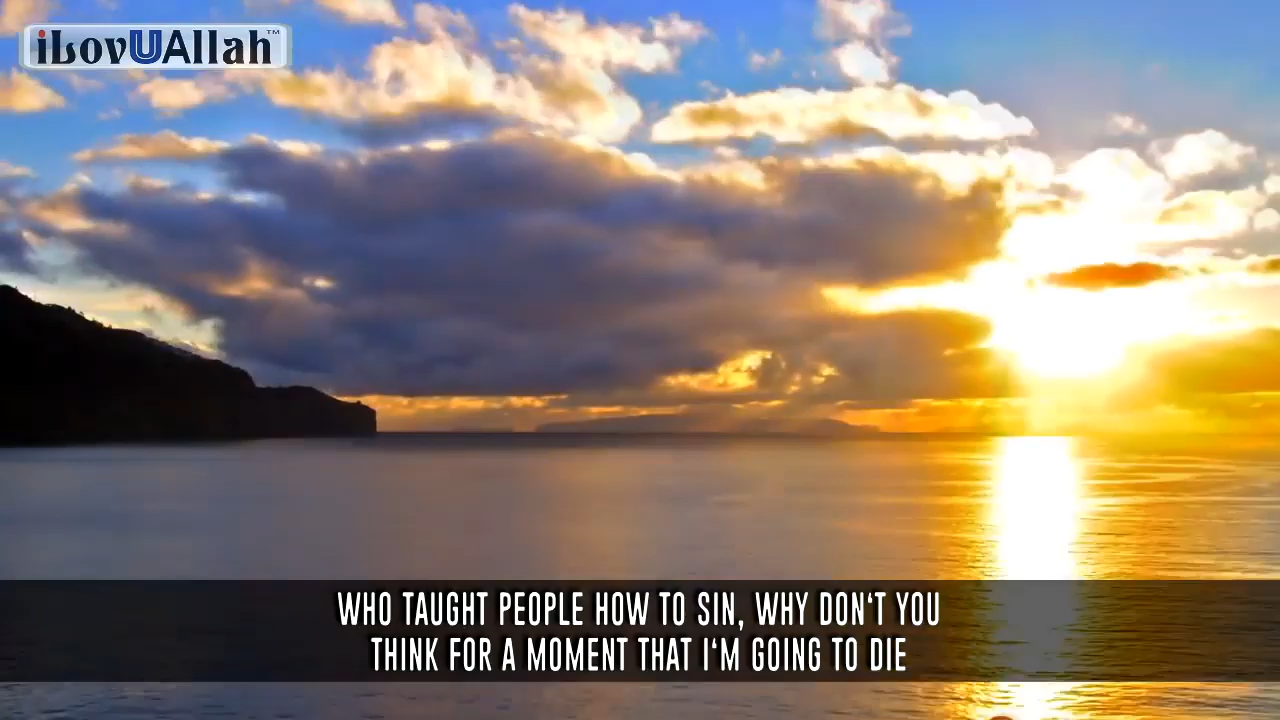 iLovUAllah™
WHO TAUGHT PEOPLE HOW TO SIN, WHY DON'T YOU
THINK FOR A MOMENT THAT I'M GOING TO DIE